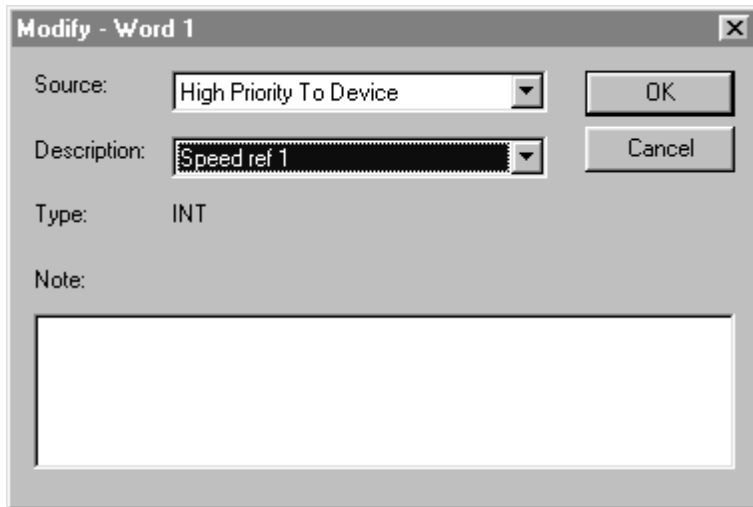 Modify - Word 1
Source: High Priority To Device OK
Description: Speed ref 1 Cancel
Type: INT
Note: